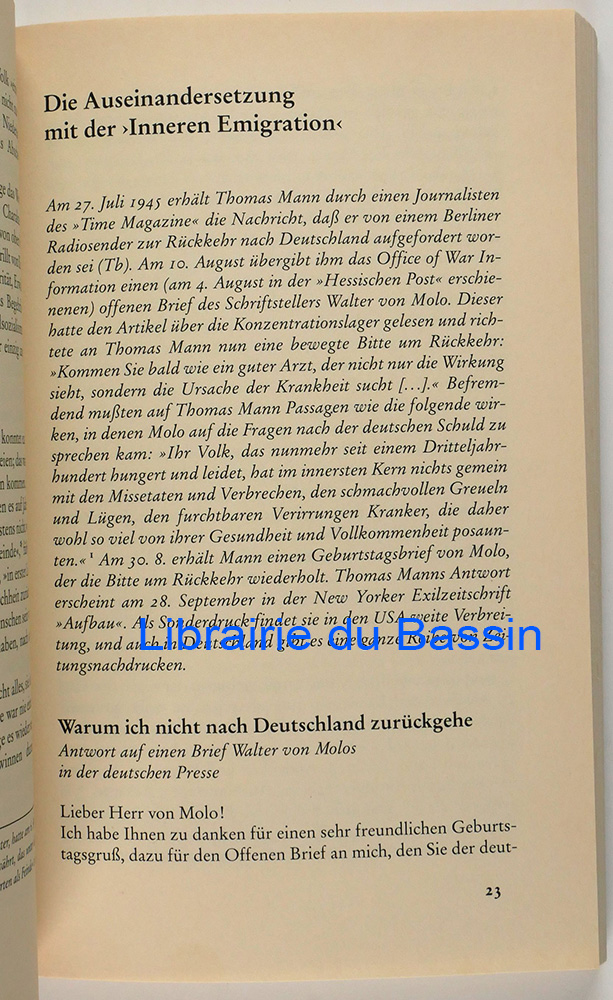 Die Auseinandersetzung
mit der ›Inneren Emigration‹
Am 27. Juli 1945 erhält Thomas Mann durch einen Journalisten
des »Time Magazine« die Nachricht, daß er von einem Berliner
Radiosender zur Rückkehr nach Deutschland aufgefordert wor-
den sei (Tb). Am 10. August übergibt ihm das Office of War In-
formation einen (am 4. August in der »Hessischen Post« erschie-
nenen) offenen Brief des Schriftstellers Walter von Molo. Dieser
hatte den Artikel über die Konzentrationslager gelesen und rich-
tete an Thomas Mann nun eine bewegte Bitte um Rückkehr:
»Kommen Sie bald wie ein guter Arzt, der nicht nur die Wirkung
sieht, sondern die Ursache der Krankheit sucht [...].« Befrem-
dend mußten auf Thomas Mann Passagen wie die folgende wir-
ken, in denen Molo auf die Fragen nach der deutschen Schuld zu
sprechen kam: »Ihr Volk, das nunmehr seit einem Dritteljahr-
hundert hungert und leidet, hat im innersten Kern nichts gemein
mit den Missetaten und Verbrechen, den schmachvollen Greueln
und Lügen, den furchtbaren Verirrungen Kranker, die daher
wohl so viel von ihrer Gesundheit und Vollkommenheit posaun-
ten.«¹ Am 30. 8. erhält Mann einen Geburtstagsbrief von Molo,
der die Bitte um Rückkehr wiederholt. Thomas Manns Antwort
erscheint am 28. September in der New Yorker Exilzeitschrift
»Aufbau«. Als Sonderdruck findet sie in den USA weite Verbrei-
tung, und auch in Deutschland gibt es eine ganze Reihe von Zei-
tungsnachdrucken.
Librairie du Bassin
Warum ich nicht nach Deutschland zurückgehe
Antwort auf einen Brief Walter von Molos
in der deutschen Presse
Lieber Herr von Molo!
Ich habe Ihnen zu danken für einen sehr freundlichen Geburts-
tagsgruß, dazu für den Offenen Brief an mich, den Sie der deut-
23